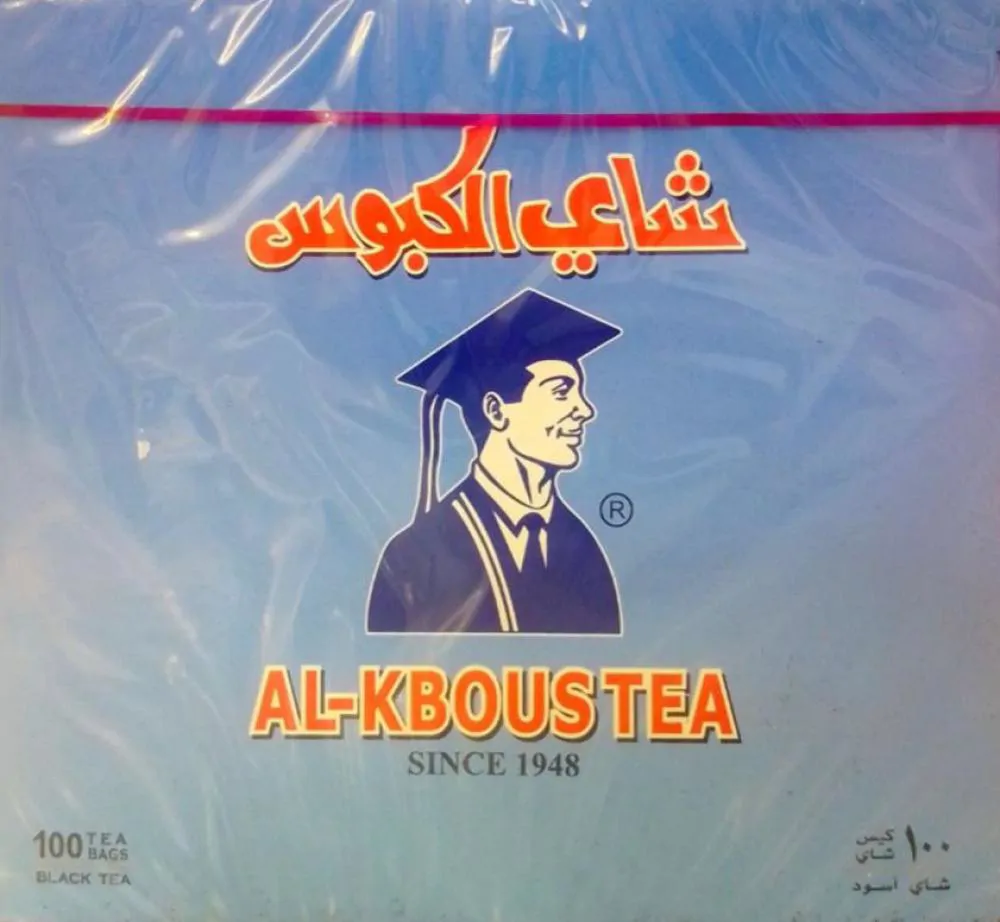 شاي الكبوس
®
AL-KBOUS TEA
SINCE 1948
100 TEA BAGS
BLACK TEA
١٠٠ كيس شاي
شاي أسود